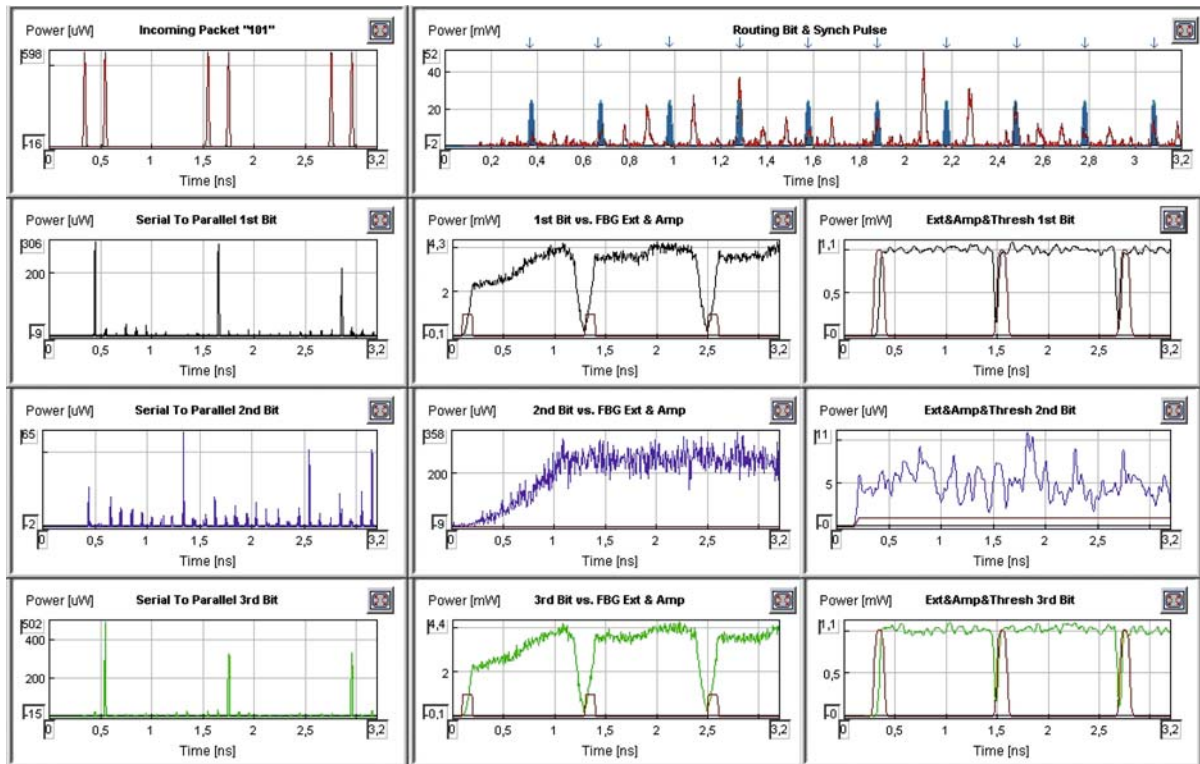 Power [uW] Incoming Packet "101"
598
-16
0 0,5 1 1,5 2 2,5 3,2
Time [ns]
Power [mW] Routing Bit & Synch Pulse
52
40
20
-2
0 0,2 0,4 0,6 0,8 1 1,2 1,4 1,6 1,8 2 2,2 2,4 2,6 2,8 3 3,2
Time [ns]
Power [uW] Serial To Parallel 1st Bit
306
200
-9
0 0,5 1 1,5 2 2,5 3,2
Time [ns]
Power [mW] 1st Bit vs. FBG Ext & Amp
4,3
2
-0,1
0 0,5 1 1,5 2 2,5 3,2
Time [ns]
Power [mW] Ext&Amp&Thresh 1st Bit
1,1
0,5
-0
0 0,5 1 1,5 2 2,5 3,2
Time [ns]
Power [uW] Serial To Parallel 2nd Bit
65
-2
0 0,5 1 1,5 2 2,5 3,2
Time [ns]
Power [uW] 2nd Bit vs. FBG Ext & Amp
358
200
-9
0 0,5 1 1,5 2 2,5 3,2
Time [ns]
Power [uW] Ext&Amp&Thresh 2nd Bit
11
5
-0
0 0,5 1 1,5 2 2,5 3,2
Time [ns]
Power [uW] Serial To Parallel 3rd Bit
502
400
200
-15
0 0,5 1 1,5 2 2,5 3,2
Time [ns]
Power [mW] 3rd Bit vs. FBG Ext & Amp
4,4
2
-0,1
0 0,5 1 1,5 2 2,5 3,2
Time [ns]
Power [mW] Ext&Amp&Thresh 3rd Bit
1,1
0,5
-0
0 0,5 1 1,5 2 2,5 3,2
Time [ns]